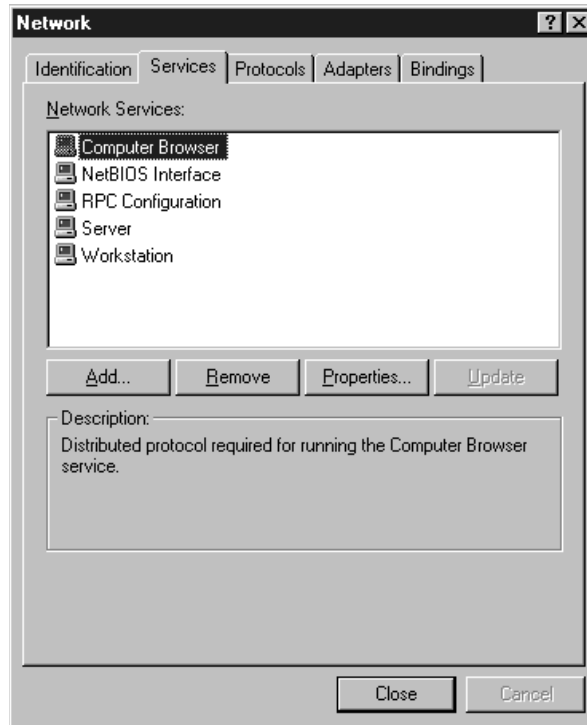 Network
Identification Services Protocols Adapters Bindings
Network Services:
Computer Browser
NetBIOS Interface
RPC Configuration
Server
Workstation
Add... Remove Properties... Update
Description:
Distributed protocol required for running the Computer Browser
service.
Close Cancel